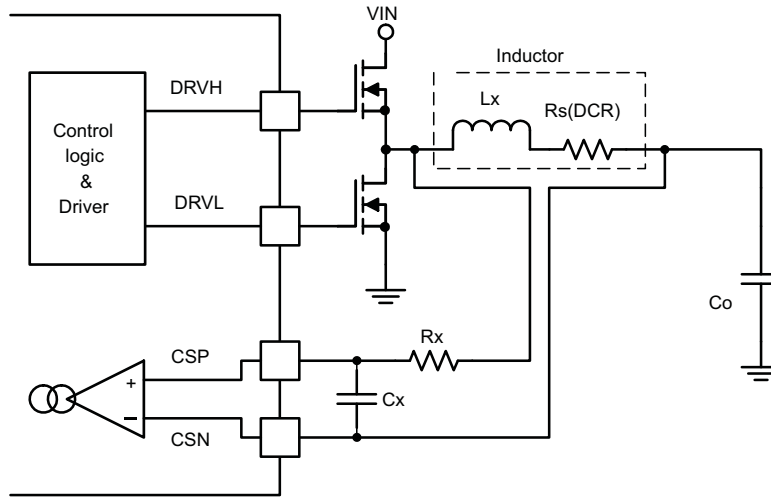 VIN
Inductor
DRVH
Lx
Rs(DCR)
Control
logic
&
Driver
DRVL
Co
Rx
CSP
+
Cx
−
CSN